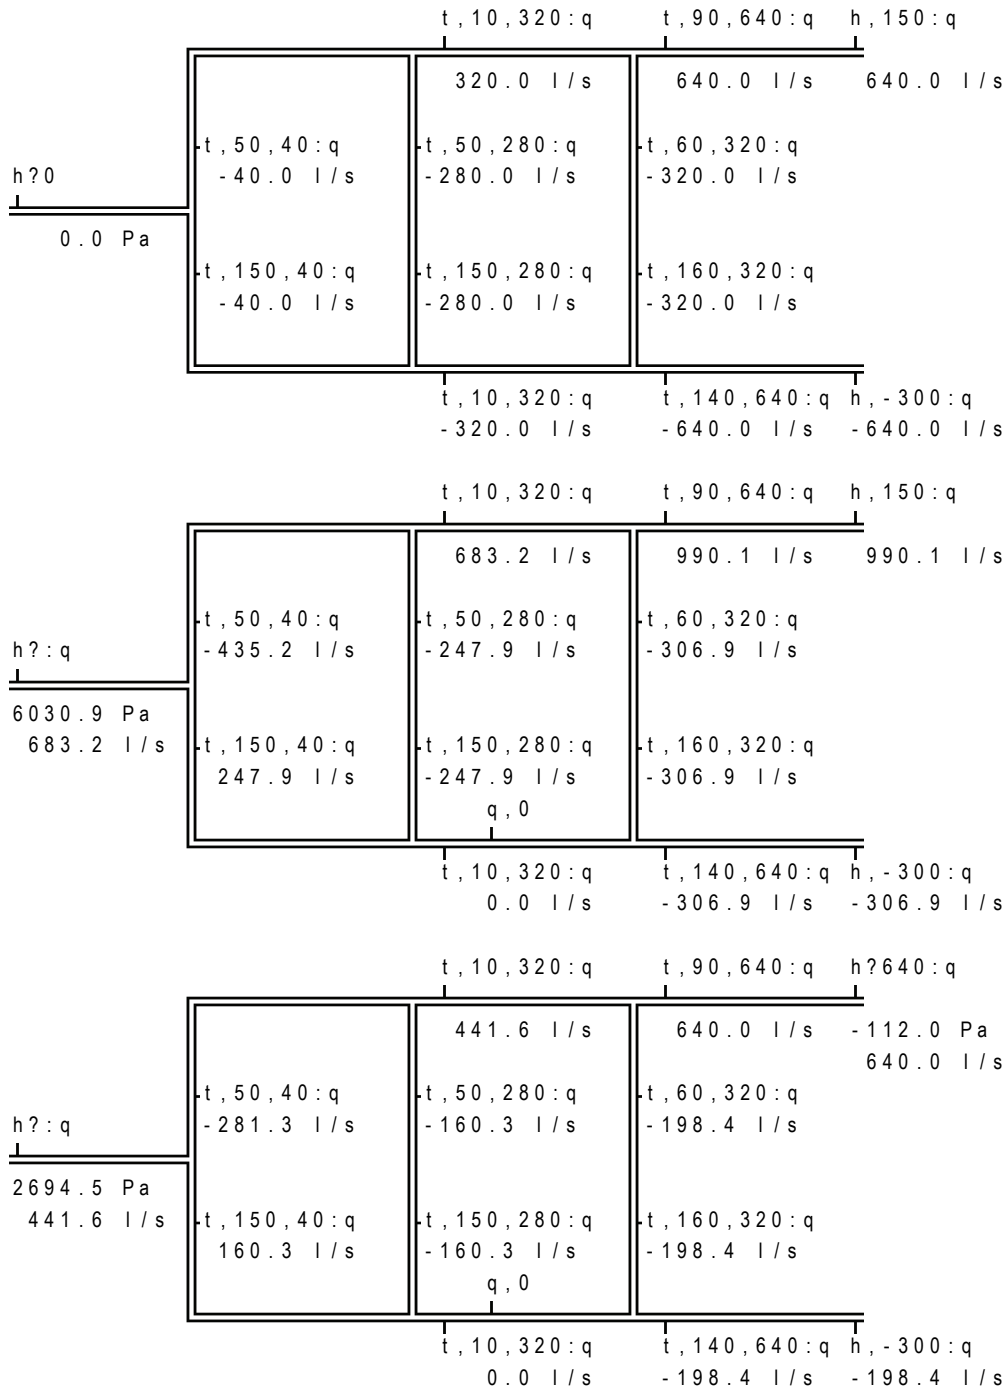 t,10,320:q t,90,640:q h,150:q
320.0 l/s 640.0 l/s 640.0 l/s
t,50,40:q t,50,280:q t,60,320:q
h?0 -40.0 l/s -280.0 l/s -320.0 l/s
0.0 Pa
t,150,40:q t,150,280:q t,160,320:q
-40.0 l/s -280.0 l/s -320.0 l/s
t,10,320:q t,140,640:q h,-300:q
-320.0 l/s -640.0 l/s -640.0 l/s
t,10,320:q t,90,640:q h,150:q
683.2 l/s 990.1 l/s 990.1 l/s
t,50,40:q t,50,280:q t,60,320:q
h?:q -435.2 l/s -247.9 l/s -306.9 l/s
6030.9 Pa
683.2 l/s t,150,40:q t,150,280:q t,160,320:q
247.9 l/s -247.9 l/s -306.9 l/s
q,0
t,10,320:q t,140,640:q h,-300:q
0.0 l/s -306.9 l/s -306.9 l/s
t,10,320:q t,90,640:q h?640:q
441.6 l/s 640.0 l/s -112.0 Pa
640.0 l/s
t,50,40:q t,50,280:q t,60,320:q
h?:q -281.3 l/s -160.3 l/s -198.4 l/s
2694.5 Pa
441.6 l/s t,150,40:q t,150,280:q t,160,320:q
160.3 l/s -160.3 l/s -198.4 l/s
q,0
t,10,320:q t,140,640:q h,-300:q
0.0 l/s -198.4 l/s -198.4 l/s